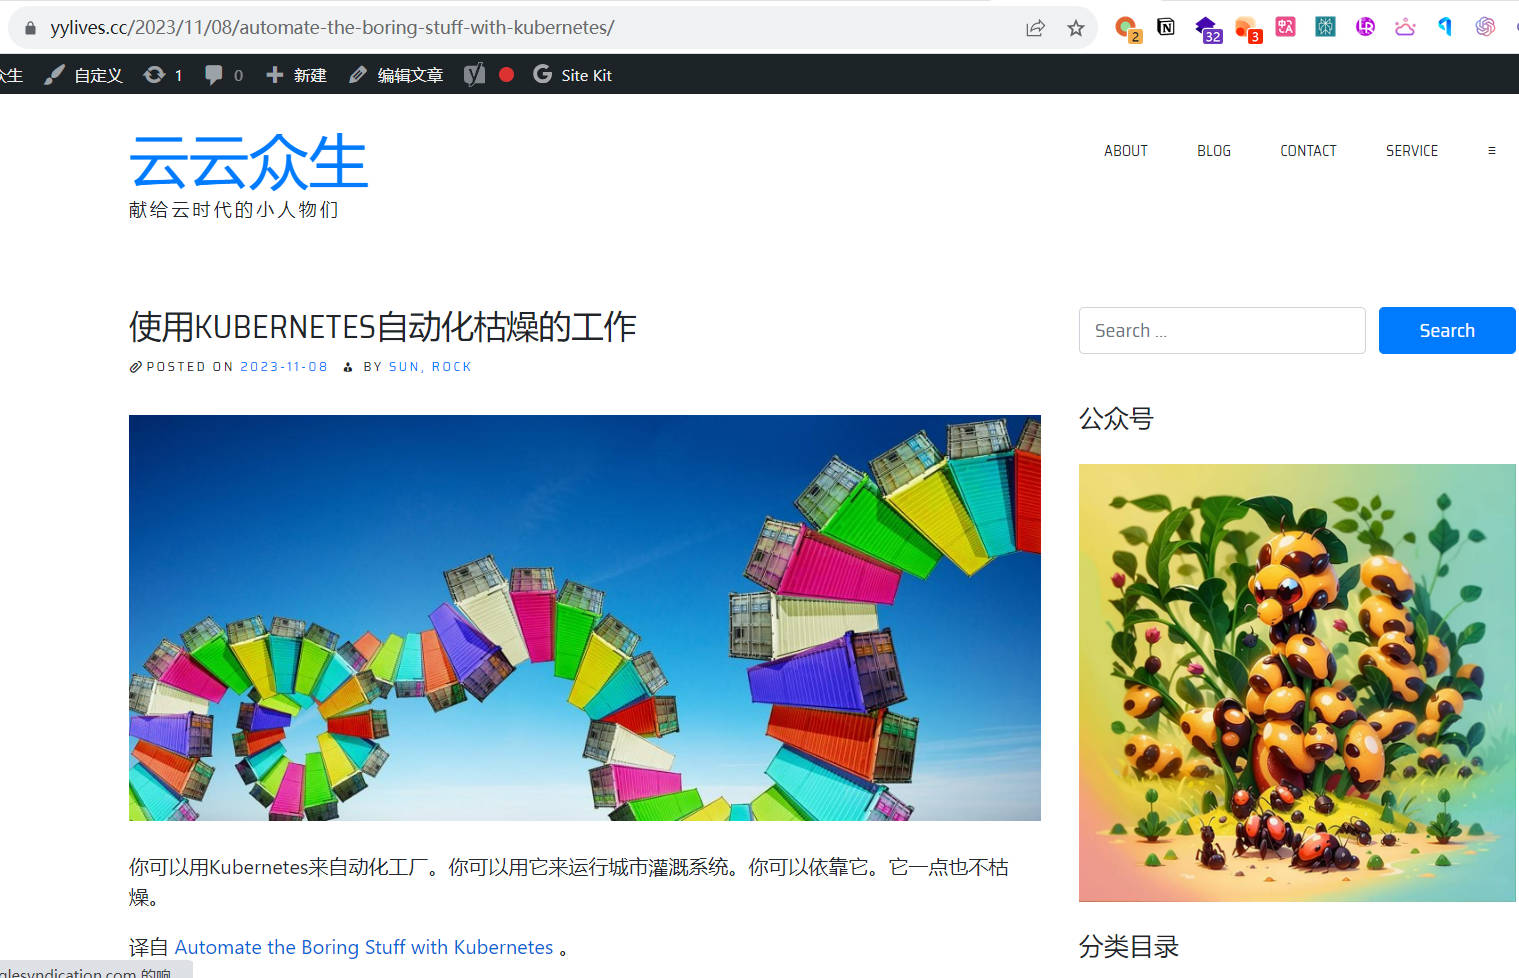 yylives.cc/2023/11/08/automate-the-boring-stuff-with-kubernetes/
2
32
3
众生 自定义 1 0 新建 编辑文章 Site Kit
云云众生
献给云时代的小人物们
ABOUT BLOG CONTACT SERVICE ≡
使用KUBERNETES自动化枯燥的工作
POSTED ON 2023-11-08 BY SUN, ROCK
Search ...
Search
公众号
你可以用Kubernetes来自动化工厂。你可以用它来运行城市灌溉系统。你可以依靠它。它一点也不枯
燥。
译自 Automate the Boring Stuff with Kubernetes 。
分类目录
glesyndication.com 的响